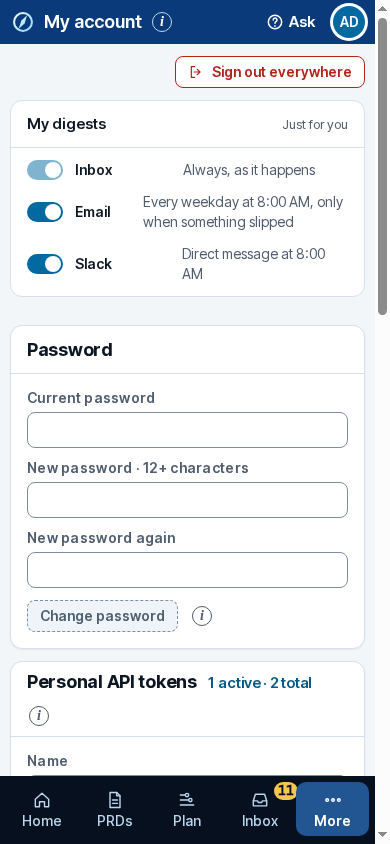 My account i Ask AD
Sign out everywhere
My digests Just for you
Inbox Always, as it happens
Email Every weekday at 8:00 AM, only
when something slipped
Slack Direct message at 8:00
AM
Password
Current password
New password · 12+ characters
New password again
Change password i
Personal API tokens 1 active · 2 total
i
Name
11
Home PRDs Plan Inbox More